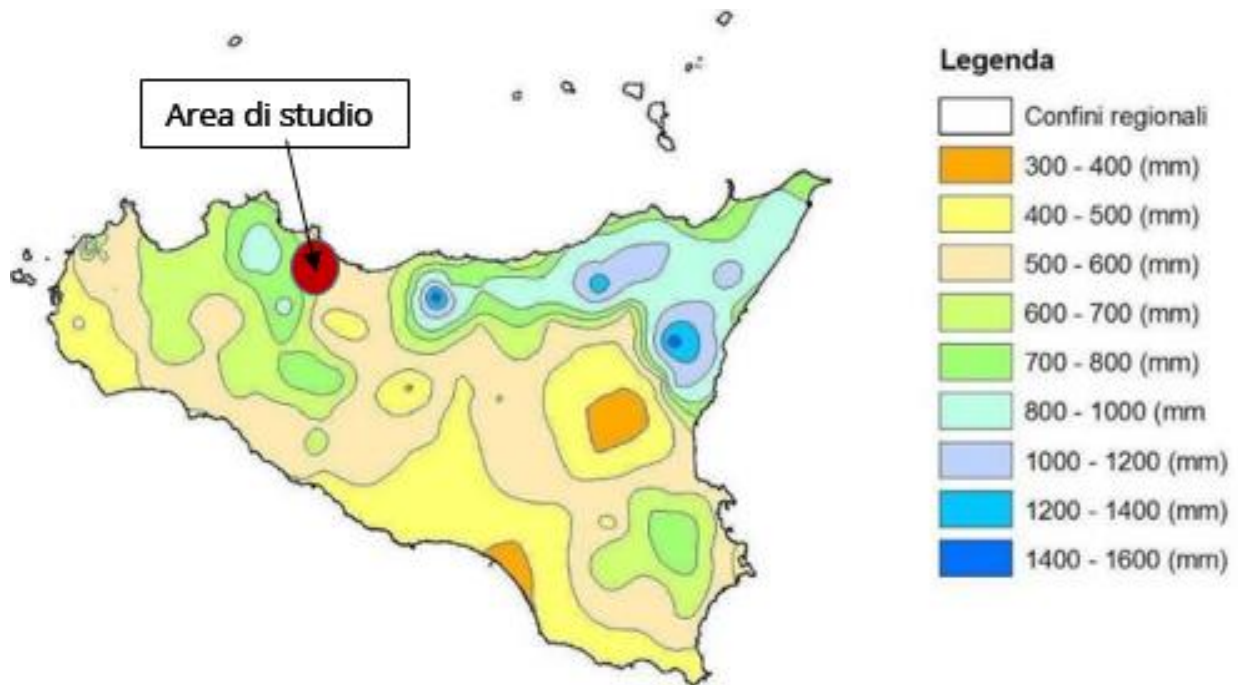 Area di studio
Legenda
Confini regionali
300 - 400 (mm)
400 - 500 (mm)
500 - 600 (mm)
600 - 700 (mm)
700 - 800 (mm)
800 - 1000 (mm
1000 - 1200 (mm)
1200 - 1400 (mm)
1400 - 1600 (mm)